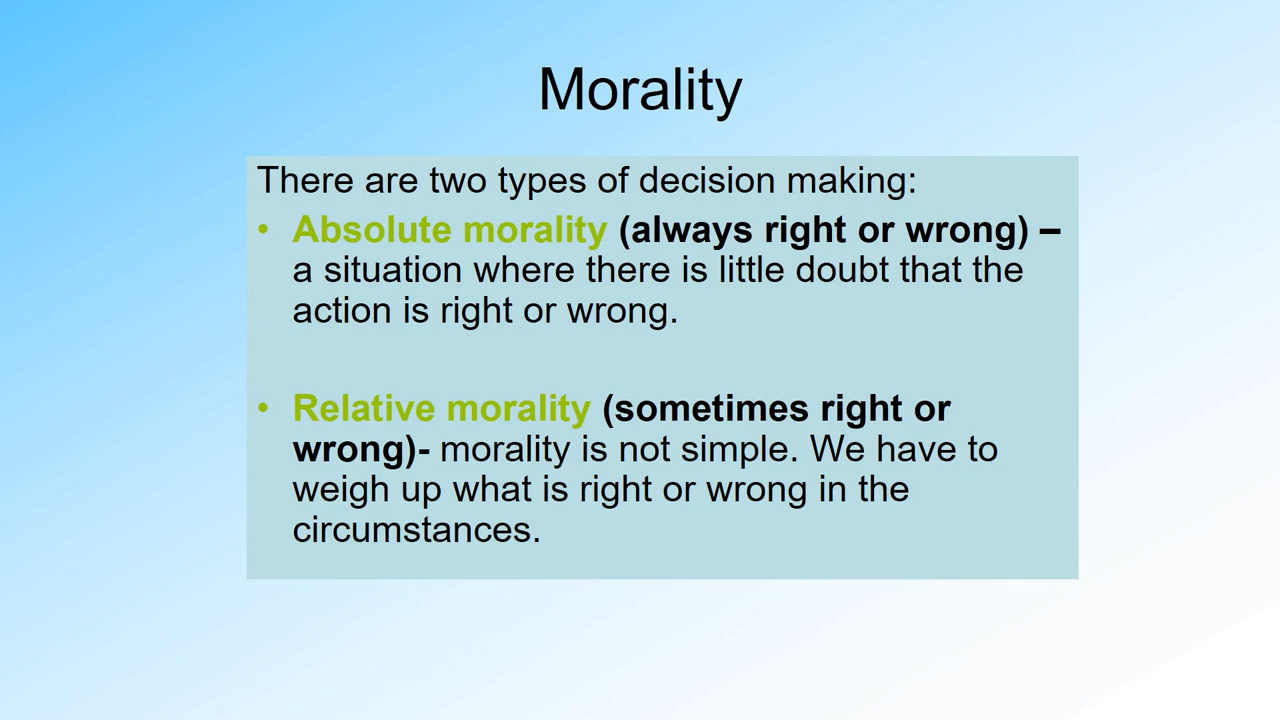 Morality
There are two types of decision making:
• Absolute morality (always right or wrong) –
a situation where there is little doubt that the
action is right or wrong.
• Relative morality (sometimes right or
wrong)- morality is not simple. We have to
weigh up what is right or wrong in the
circumstances.